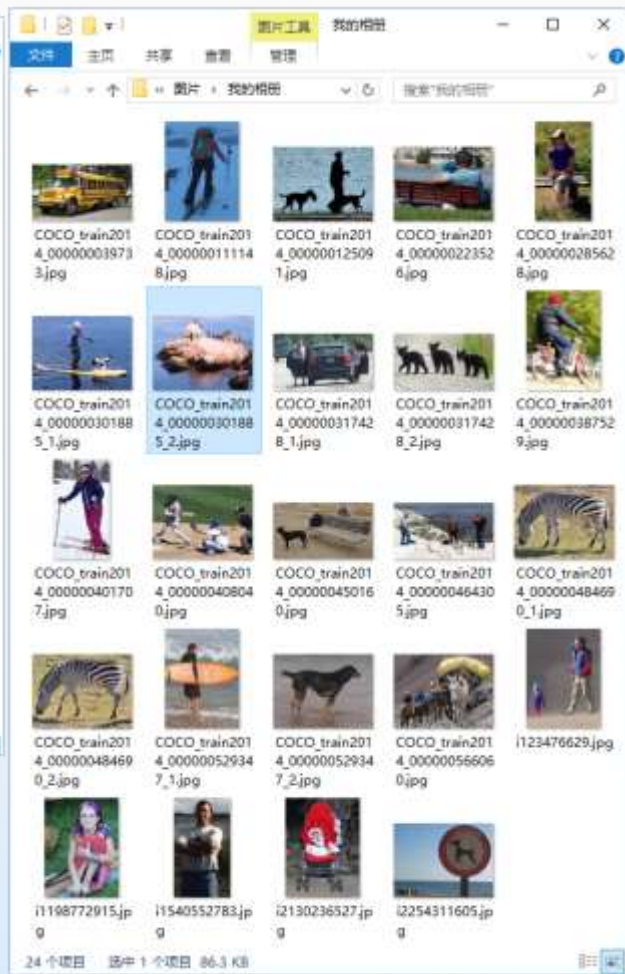 图片工具 我的相册
文件 主页 共享 查看 管理
« 图片 › 我的相册 搜索"我的相册"
COCO_train201 COCO_train201 COCO_train201 COCO_train201 COCO_train201
4_00000003973 4_00000011114 4_00000012509 4_00000022352 4_00000028562
3.jpg 8.jpg 1.jpg 6.jpg 8.jpg
COCO_train201 COCO_train201 COCO_train201 COCO_train201 COCO_train201
4_00000030188 4_00000030188 4_00000031742 4_00000031742 4_00000038752
5_1.jpg 5_2.jpg 8_1.jpg 8_2.jpg 9.jpg
COCO_train201 COCO_train201 COCO_train201 COCO_train201 COCO_train201
4_00000040170 4_00000040804 4_00000045016 4_00000046430 4_00000048469
7.jpg 0.jpg 0.jpg 5.jpg 0_1.jpg
COCO_train201 COCO_train201 COCO_train201 COCO_train201 i123476629.jpg
4_00000048469 4_00000052934 4_00000052934 4_00000056606
0_2.jpg 7_1.jpg 7_2.jpg 0.jpg
i1198772915.jp i1540552783.jp i2130236527.jp i2254311605.jp
g g g g
24 个项目 选中 1 个项目 86.3 KB